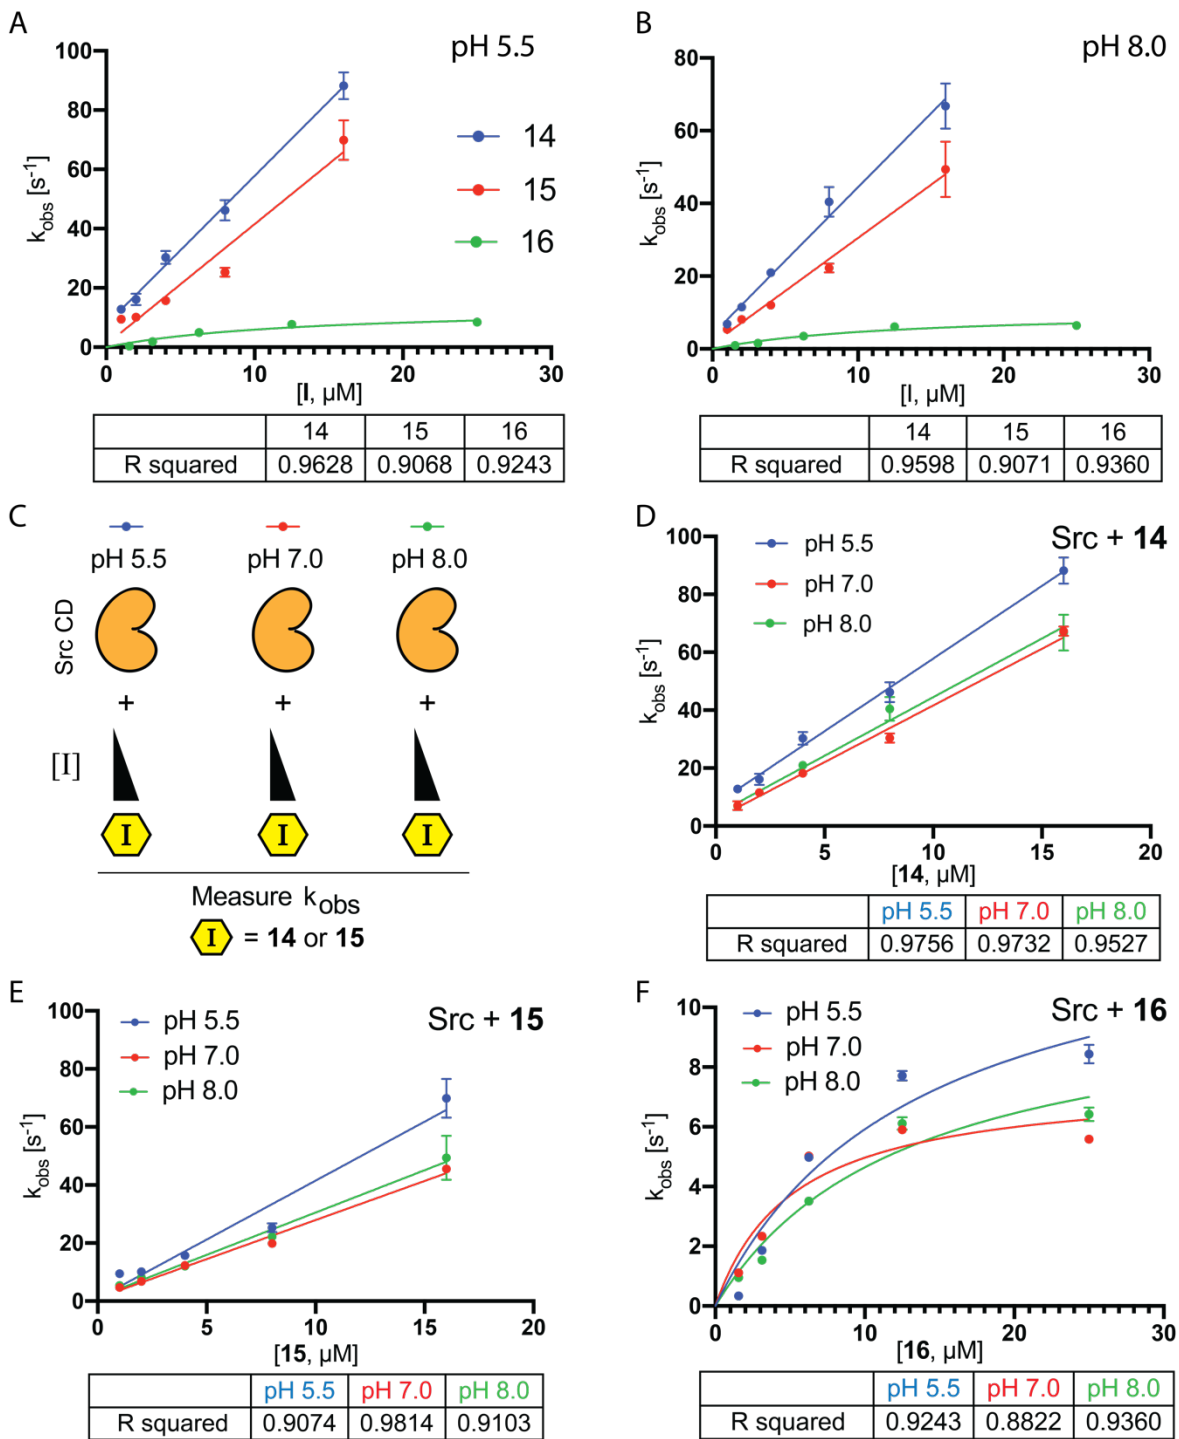 A
pH 5.5
100
80
60
40
20
0
k_obs [s⁻¹]
14
15
16
0 10 20 30
[I, µM]
14 15 16
R squared 0.9628 0.9068 0.9243
B
pH 8.0
80
60
40
20
0
k_obs [s⁻¹]
0 10 20 30
[I, µM]
14 15 16
R squared 0.9598 0.9071 0.9360
C
pH 5.5 pH 7.0 pH 8.0
Src CD
+ + +
[I]
I I I
Measure k_obs
I = 14 or 15
D
Src + 14
pH 5.5
pH 7.0
pH 8.0
100
80
60
40
20
0
k_obs [s⁻¹]
0 5 10 15 20
[14, µM]
pH 5.5 pH 7.0 pH 8.0
R squared 0.9756 0.9732 0.9527
E
Src + 15
pH 5.5
pH 7.0
pH 8.0
100
80
60
40
20
0
k_obs [s⁻¹]
0 5 10 15 20
[15, µM]
pH 5.5 pH 7.0 pH 8.0
R squared 0.9074 0.9814 0.9103
F
Src + 16
pH 5.5
pH 7.0
pH 8.0
10
8
6
4
2
0
k_obs [s⁻¹]
0 10 20 30
[16, µM]
pH 5.5 pH 7.0 pH 8.0
R squared 0.9243 0.8822 0.9360